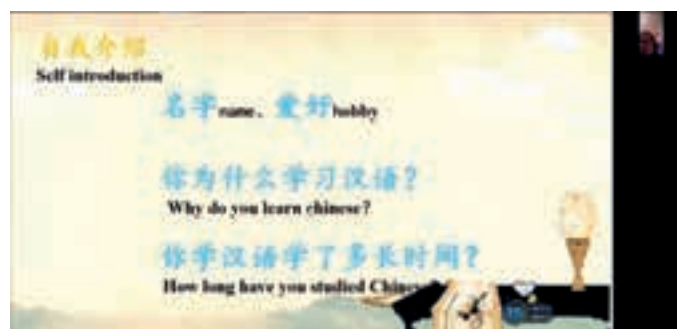 自我介绍
Self introduction
名字name、爱好hobby
你为什么学习汉语？
Why do you learn chinese?
你学汉语学了多长时间？
How long have you studied